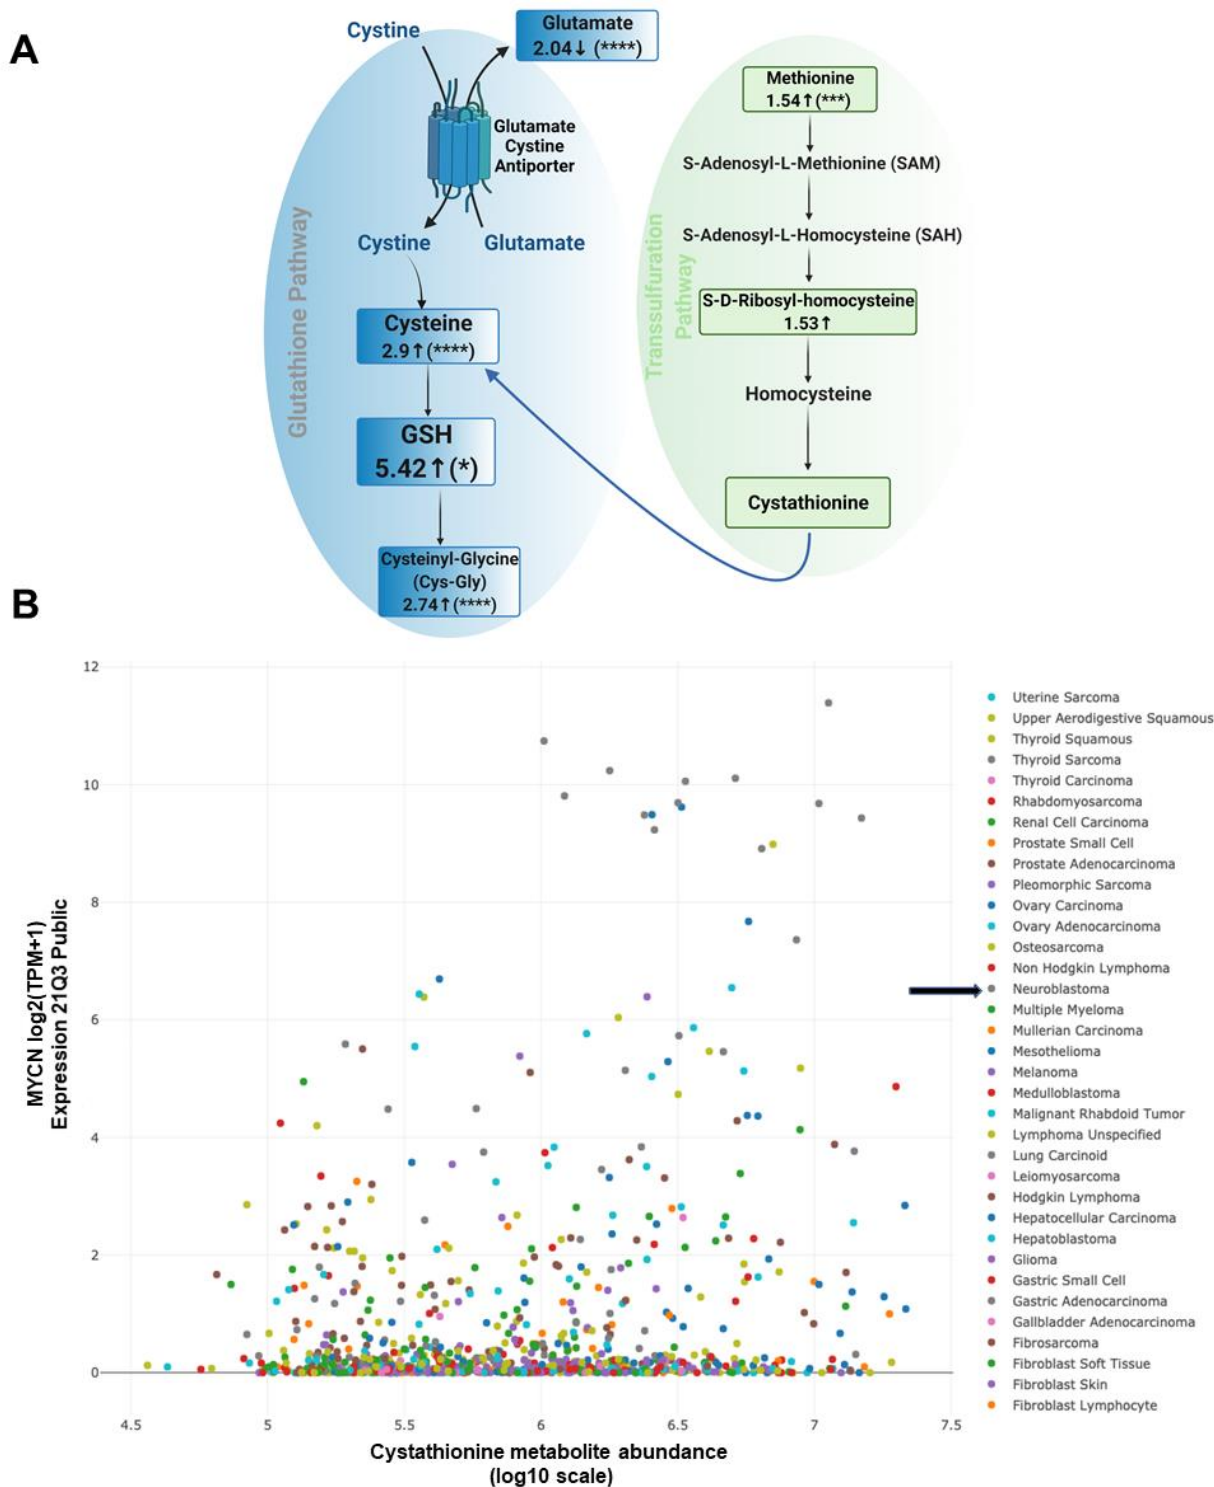 A
Cystine
Glutamate
2.04↓ (****)
Glutamate
Cystine
Antiporter
Cystine
Glutamate
Glutathione Pathway
Cysteine
2.9↑(****)
GSH
5.42↑(*)
Cysteinyl-Glycine
(Cys-Gly)
2.74↑(****)
Methionine
1.54↑(***)
S-Adenosyl-L-Methionine (SAM)
S-Adenosyl-L-Homocysteine (SAH)
Transsulfuration
Pathway
S-D-Ribosyl-homocysteine
1.53↑
Homocysteine
Cystathionine
B
MYCN log2(TPM+1)
Expression 21Q3 Public
12
10
8
6
4
2
0
4.5
5
5.5
6
6.5
7
7.5
Cystathionine metabolite abundance
(log10 scale)
Uterine Sarcoma
Upper Aerodigestive Squamous
Thyroid Squamous
Thyroid Sarcoma
Thyroid Carcinoma
Rhabdomyosarcoma
Renal Cell Carcinoma
Prostate Small Cell
Prostate Adenocarcinoma
Pleomorphic Sarcoma
Ovary Carcinoma
Ovary Adenocarcinoma
Osteosarcoma
Non Hodgkin Lymphoma
Neuroblastoma
Multiple Myeloma
Mullerian Carcinoma
Mesothelioma
Melanoma
Medulloblastoma
Malignant Rhabdoid Tumor
Lymphoma Unspecified
Lung Carcinoid
Leiomyosarcoma
Hodgkin Lymphoma
Hepatocellular Carcinoma
Hepatoblastoma
Glioma
Gastric Small Cell
Gastric Adenocarcinoma
Gallbladder Adenocarcinoma
Fibrosarcoma
Fibroblast Soft Tissue
Fibroblast Skin
Fibroblast Lymphocyte